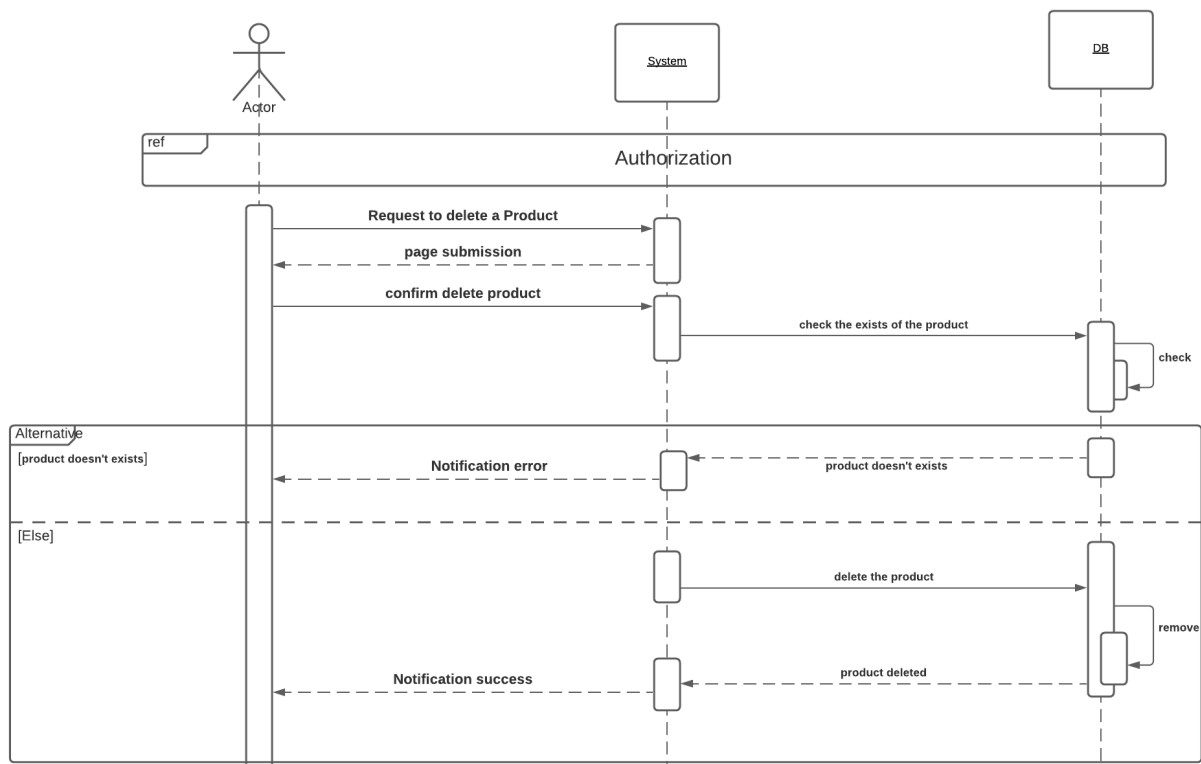 DB
System
Actor
ref
Authorization
Request to delete a Product
page submission
confirm delete product
check the exists of the product
check
Alternative
[product doesn't exists]
Notification error
product doesn't exists
[Else]
delete the product
remove
product deleted
Notification success